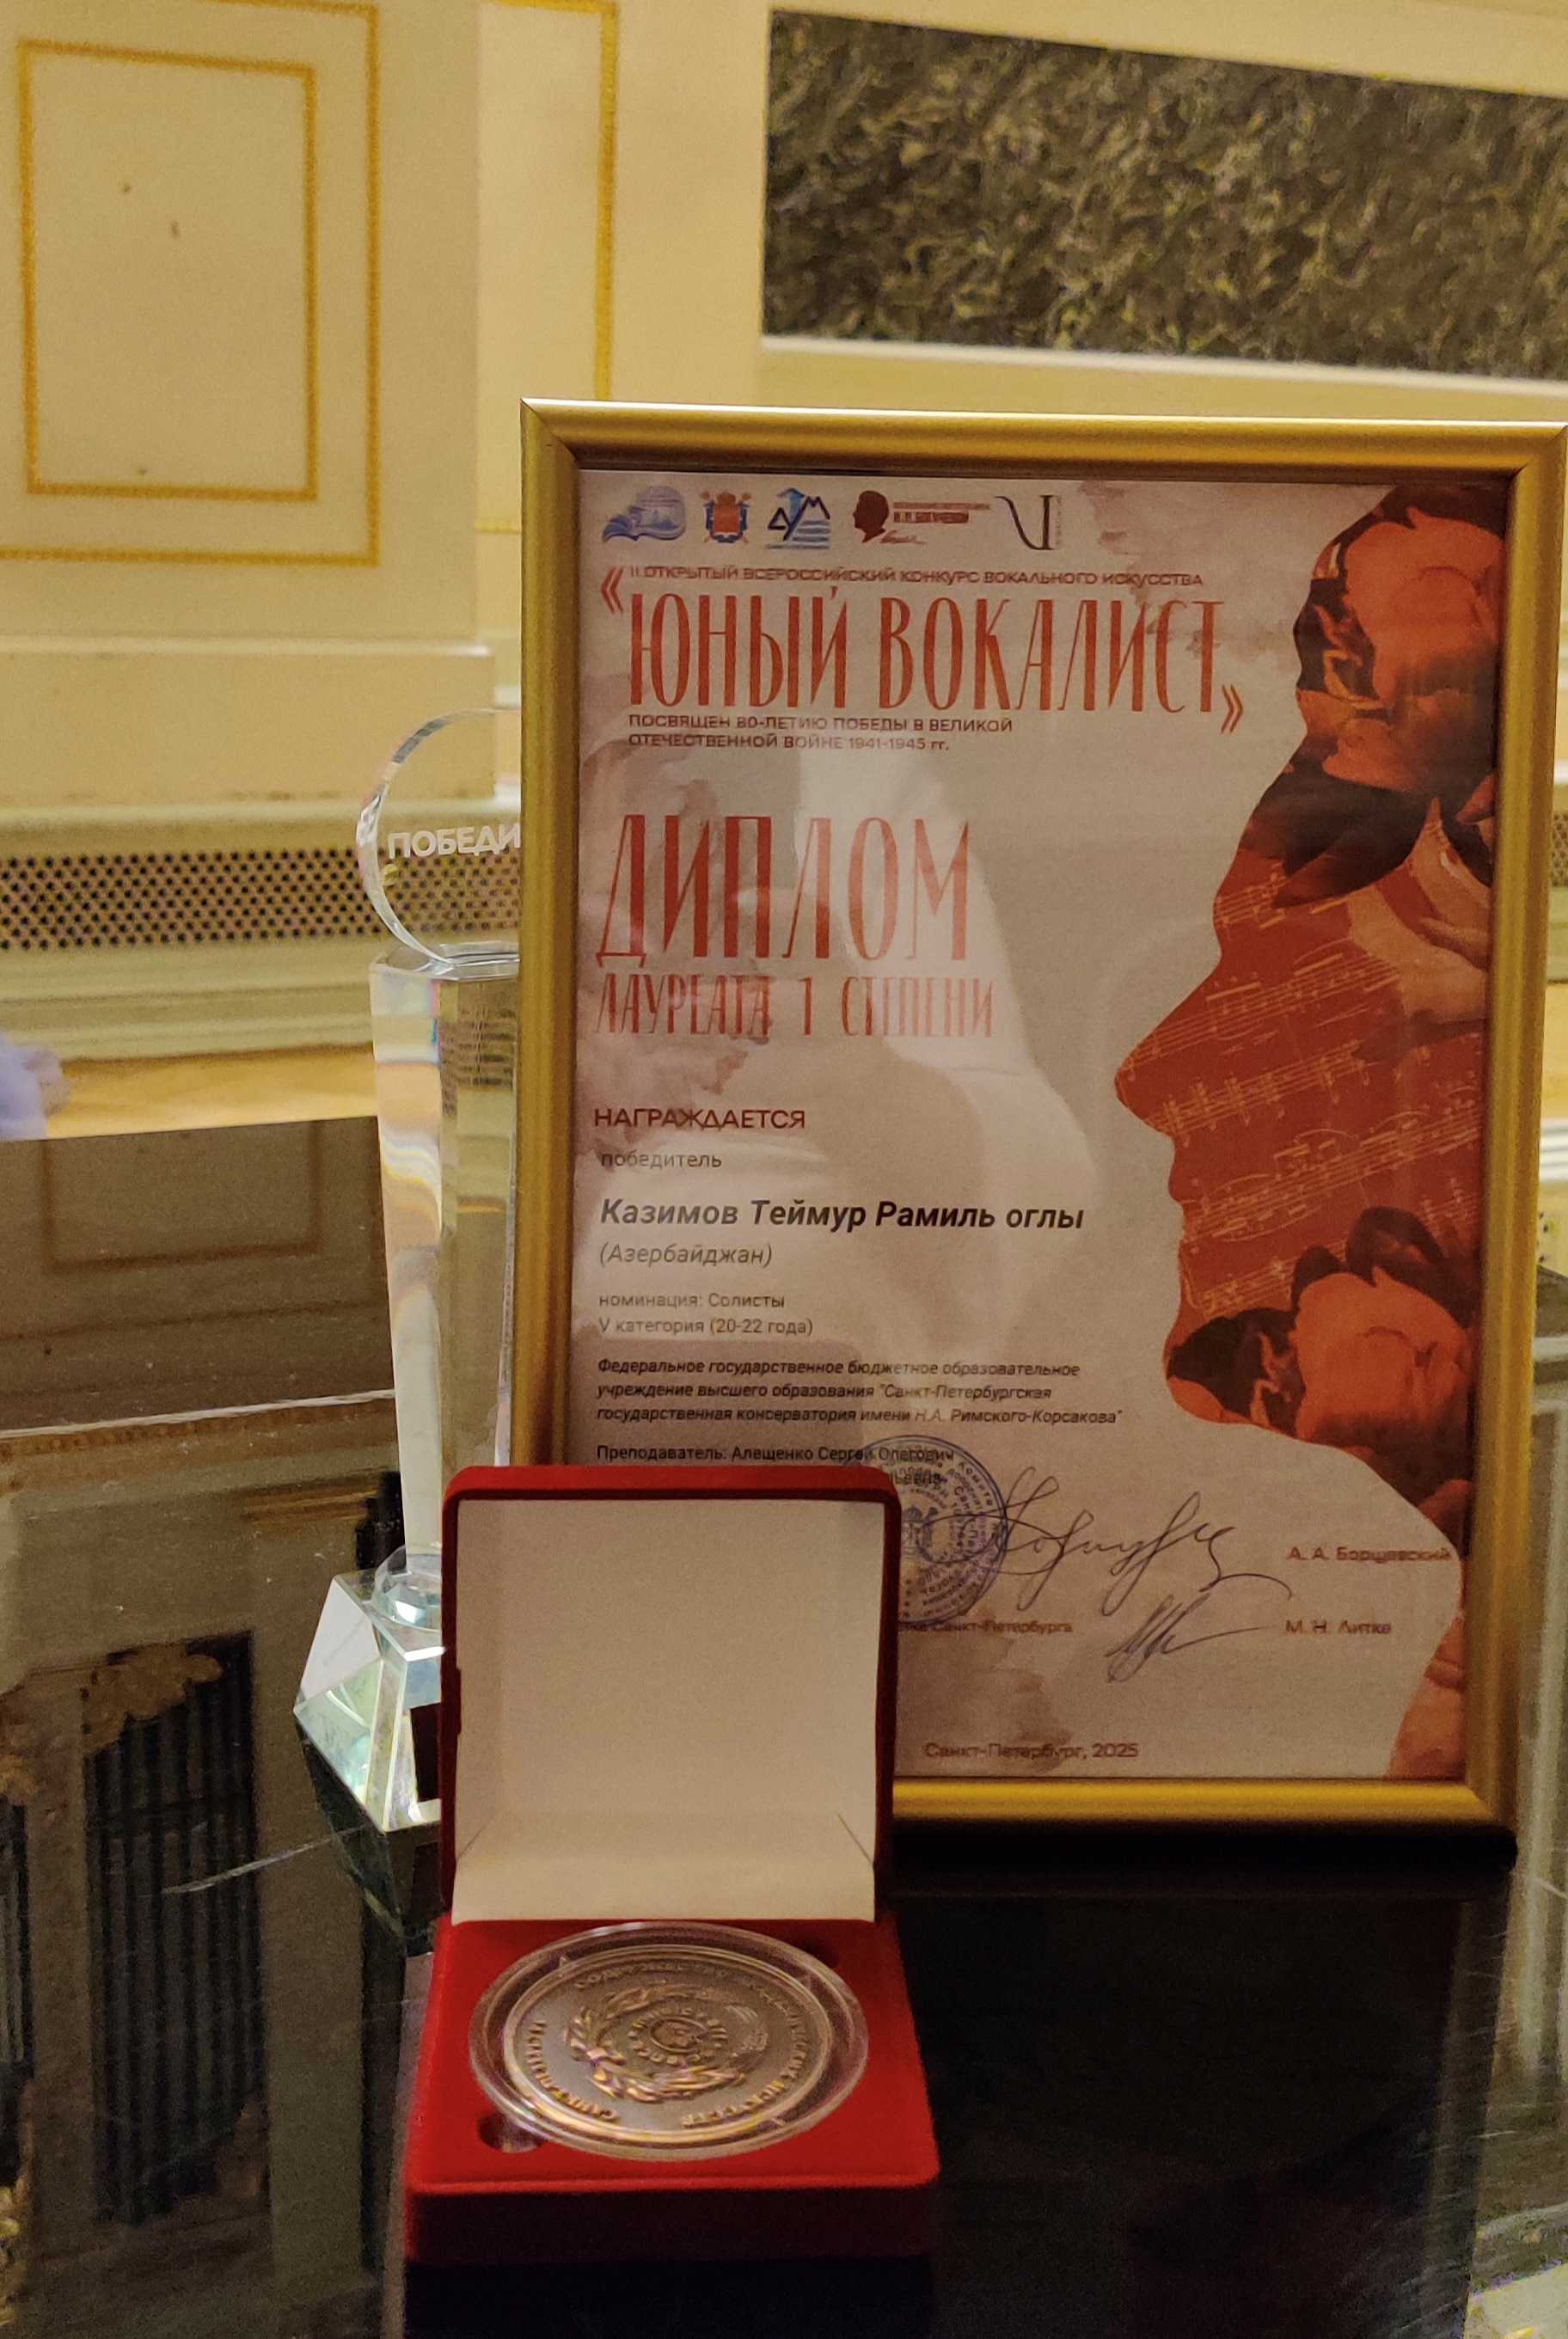 II ОТКРЫТЫЙ ВСЕРОССИЙСКИЙ КОНКУРС ВОКАЛЬНОГО ИСКУССТВА
«ЮНЫЙ ВОКАЛИСТ»
ПОСВЯЩЕН 80-ЛЕТИЮ ПОБЕДЫ В ВЕЛИКОЙ
ОТЕЧЕСТВЕННОЙ ВОЙНЕ 1941-1945 гг.
ПОБЕДИ
ДИПЛОМ
ЛАУРЕАТА 1 СТЕПЕНИ
НАГРАЖДАЕТСЯ
победитель
Казимов Теймур Рамиль оглы
(Азербайджан)
номинация: Солисты
V категория (20-22 года)
Федеральное государственное бюджетное образовательное
учреждение высшего образования "Санкт-Петербургская
государственная консерватория имени Н.А. Римского-Корсакова"
Преподаватель: Алещенко Сергей Олегович
А. А. Борщевский
Санкт-Петербурга
М. Н. Литке
Санкт-Петербург, 2025